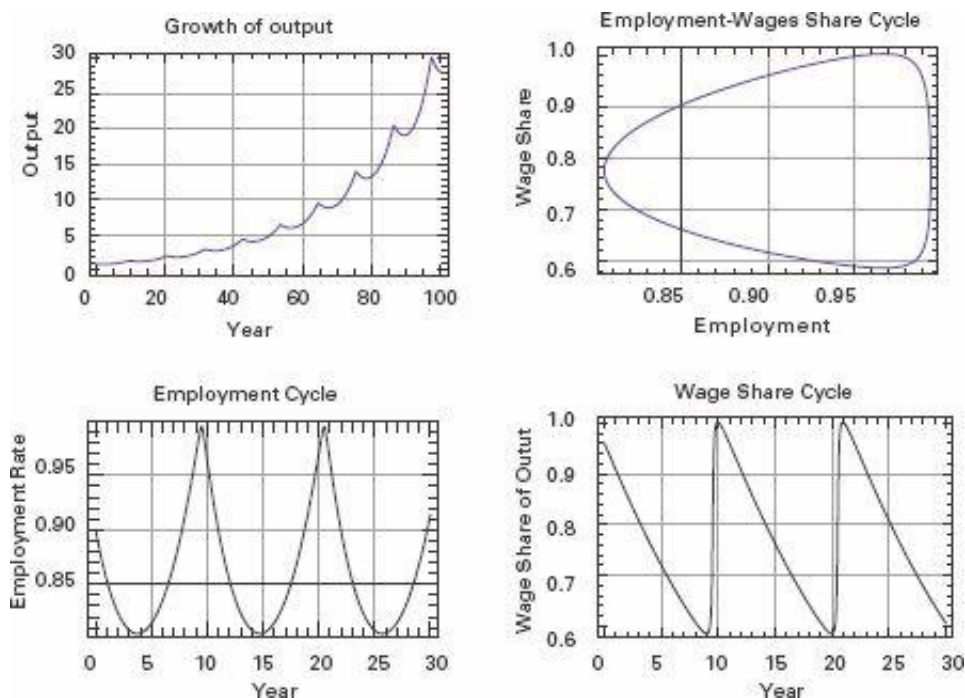 Growth of output
30
25
20
15
10
5
0
Output
0 20 40 60 80 100
Year
Employment-Wages Share Cycle
1.0
0.9
0.8
0.7
0.6
Wage Share
0.85 0.90 0.95
Employment
Employment Cycle
0.95
0.90
0.85
Employment Rate
0 5 10 15 20 25 30
Year
Wage Share Cycle
1.0
0.9
0.8
0.7
0.6
Wage Share of Outut
0 5 10 15 20 25 30
Year